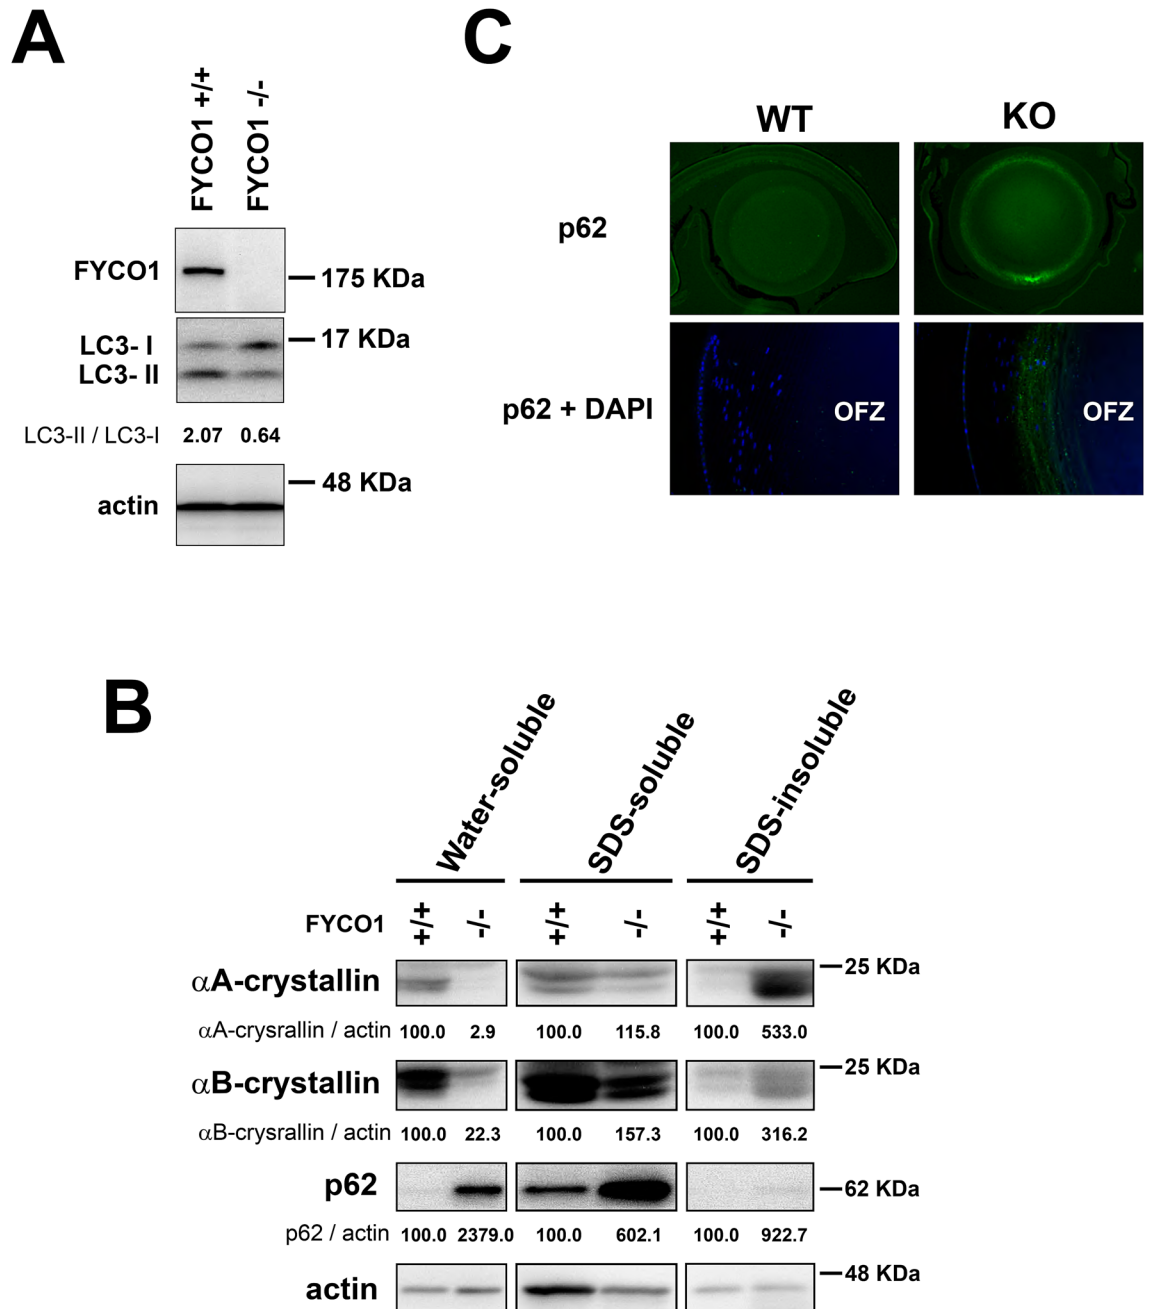 A
FYCO1 +/+
FYCO1 -/-
FYCO1
175 KDa
LC3- I
17 KDa
LC3- II
LC3-II / LC3-I 2.07 0.64
48 KDa
actin
C
WT KO
p62
p62 + DAPI
OFZ OFZ
B
Water-soluble
SDS-soluble
SDS-insoluble
FYCO1 +/+ -/- +/+ -/- +/+ -/-
αA-crystallin
25 KDa
αA-crysrallin / actin 100.0 2.9 100.0 115.8 100.0 533.0
αB-crystallin
25 KDa
αB-crysrallin / actin 100.0 22.3 100.0 157.3 100.0 316.2
p62
62 KDa
p62 / actin 100.0 2379.0 100.0 602.1 100.0 922.7
48 KDa
actin